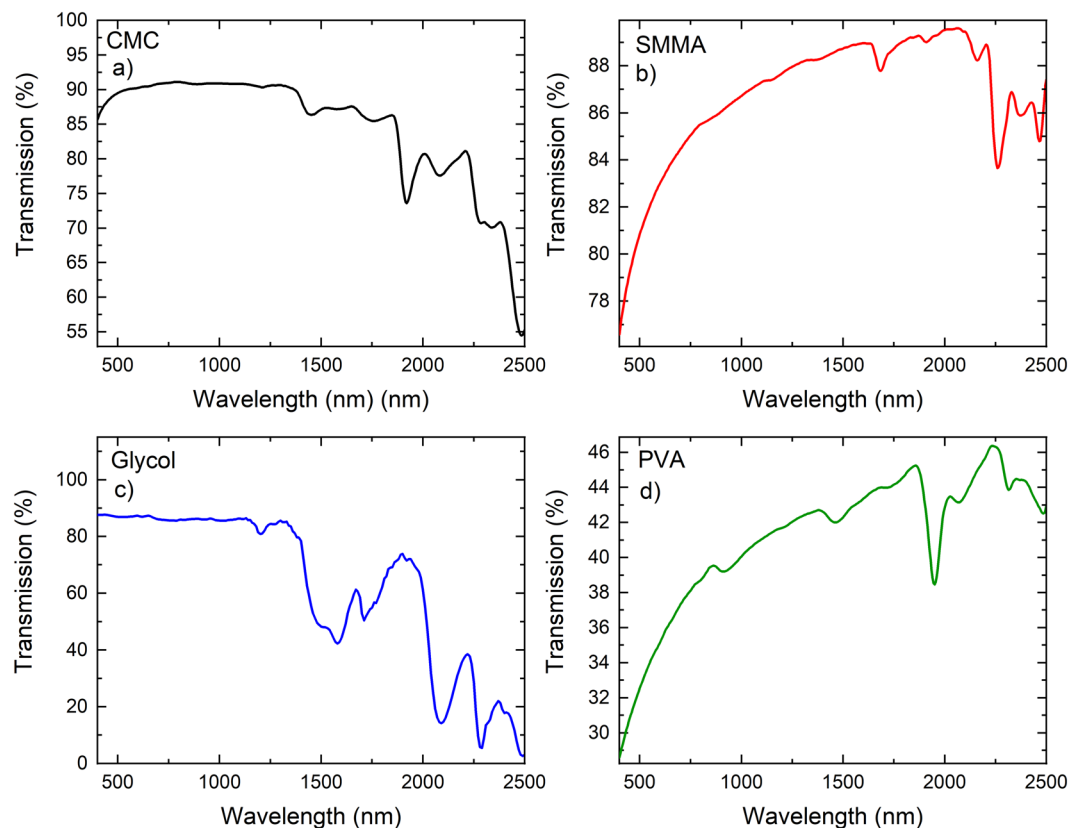 CMC
a)
100
95
90
85
80
75
70
65
60
55
Transmission (%)
500 1000 1500 2000 2500
Wavelength (nm) (nm)
SMMA
b)
88
86
84
82
80
78
Transmission (%)
500 1000 1500 2000 2500
Wavelength (nm)
Glycol
c)
100
80
60
40
20
0
Transmission (%)
500 1000 1500 2000 2500
Wavelength (nm)
PVA
d)
46
44
42
40
38
36
34
32
30
Transmission (%)
500 1000 1500 2000 2500
Wavelength (nm)